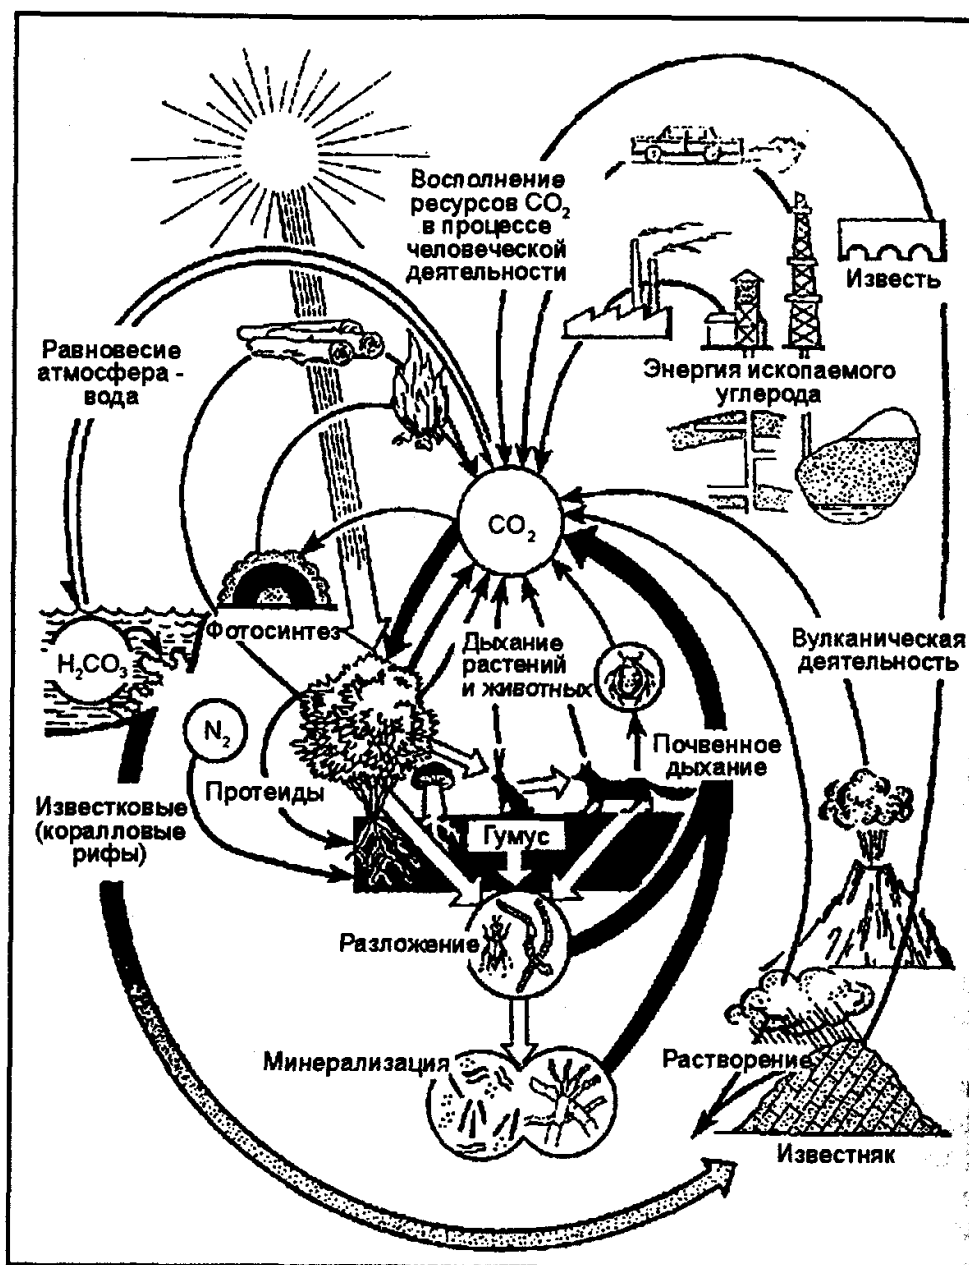 Восполнение
ресурсов CO₂
в процессе
человеческой
деятельности
Известь
Равновесие
атмосфера -
вода
Энергия ископаемого
углерода
CO₂
Фотосинтез
H₂CO₃
Дыхание
растений
и животных
Вулканическая
деятельность
N₂
Почвенное
дыхание
Протеиды
Известковые
(коралловые
рифы)
Гумус
Разложение
Минерализация
Растворение
Известняк